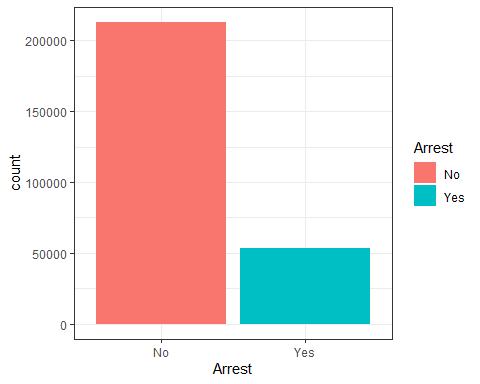 200000
150000
100000
50000
0
count
No
Yes
Arrest
Arrest
No
Yes